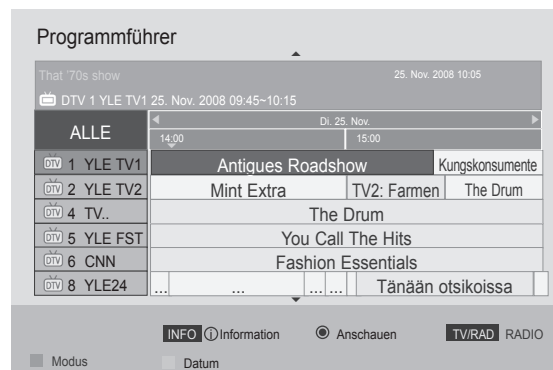 Programmführer
That '70s show
25. Nov. 2008 10:05
DTV 1 YLE TV1 25. Nov. 2008 09:45~10:15
ALLE
Di. 25. Nov.
14:00 15:00
DTV 1 YLE TV1 Antigues Roadshow Kungskonsumente
DTV 2 YLE TV2 Mint Extra TV2: Farmen The Drum
DTV 4 TV.. The Drum
DTV 5 YLE FST You Call The Hits
DTV 6 CNN Fashion Essentials
DTV 8 YLE24 ... ... ... ... Tänään otsikoissa
INFO i Information Anschauen TV/RAD RADIO
Modus Datum